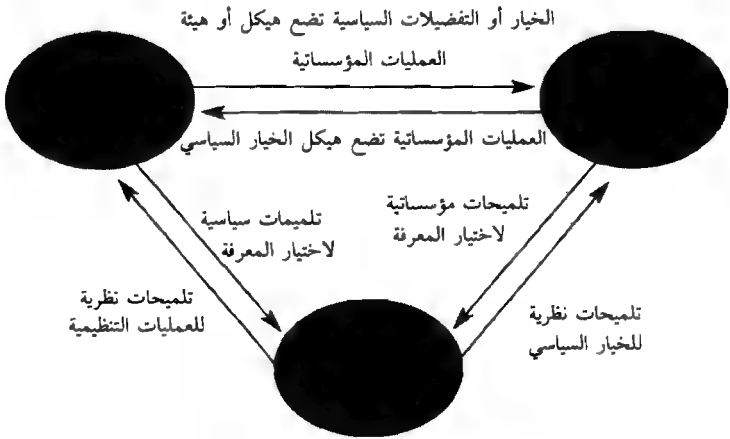 الخيار أو التفضيلات السياسية تضع هيكل أو هيئة
العمليات المؤسساتية
العمليات المؤسساتية تضع هيكل الخيار السياسي
تلميحات مؤسساتية
لاختيار المعرفة
تلميمات سياسية
لاختيار المعرفة
تلميحات نظرية
للخيار السياسي
تلميحات نظرية
للعمليات التنظيمية